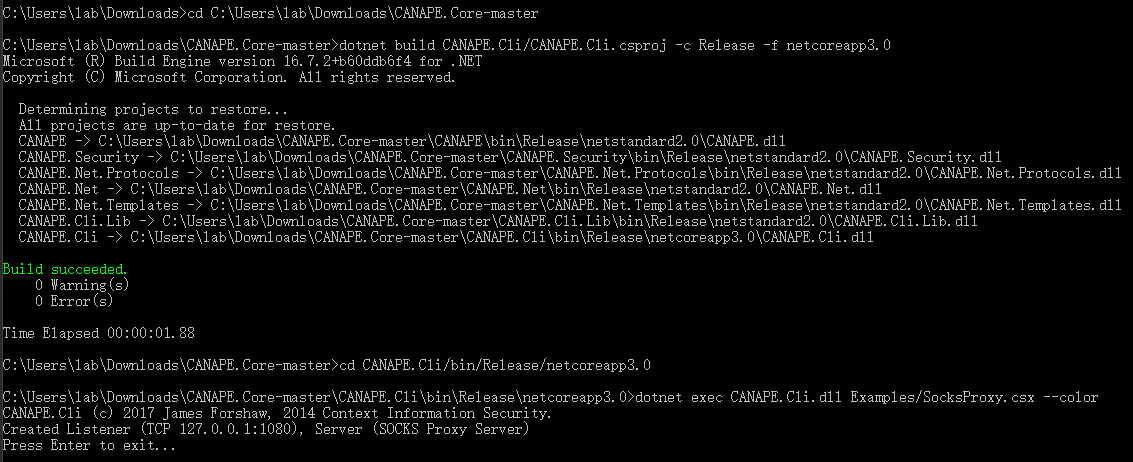 C:\Users\lab\Downloads>cd C:\Users\lab\Downloads\CANAPE.Core-master
C:\Users\lab\Downloads\CANAPE.Core-master>dotnet build CANAPE.Cli/CANAPE.Cli.csproj -c Release -f netcoreapp3.0
Microsoft (R) Build Engine version 16.7.2+b60ddb6f4 for .NET
Copyright (C) Microsoft Corporation. All rights reserved.
  Determining projects to restore...
  All projects are up-to-date for restore.
  CANAPE -> C:\Users\lab\Downloads\CANAPE.Core-master\CANAPE\bin\Release\netstandard2.0\CANAPE.dll
  CANAPE.Security -> C:\Users\lab\Downloads\CANAPE.Core-master\CANAPE.Security\bin\Release\netstandard2.0\CANAPE.Security.dll
  CANAPE.Net.Protocols -> C:\Users\lab\Downloads\CANAPE.Core-master\CANAPE.Net.Protocols\bin\Release\netstandard2.0\CANAPE.Net.Protocols.dll
  CANAPE.Net -> C:\Users\lab\Downloads\CANAPE.Core-master\CANAPE.Net\bin\Release\netstandard2.0\CANAPE.Net.dll
  CANAPE.Net.Templates -> C:\Users\lab\Downloads\CANAPE.Core-master\CANAPE.Net.Templates\bin\Release\netstandard2.0\CANAPE.Net.Templates.dll
  CANAPE.Cli.Lib -> C:\Users\lab\Downloads\CANAPE.Core-master\CANAPE.Cli.Lib\bin\Release\netstandard2.0\CANAPE.Cli.Lib.dll
  CANAPE.Cli -> C:\Users\lab\Downloads\CANAPE.Core-master\CANAPE.Cli\bin\Release\netcoreapp3.0\CANAPE.Cli.dll
Build succeeded.
    0 Warning(s)
    0 Error(s)
Time Elapsed 00:00:01.88
C:\Users\lab\Downloads\CANAPE.Core-master>cd CANAPE.Cli/bin/Release/netcoreapp3.0
C:\Users\lab\Downloads\CANAPE.Core-master\CANAPE.Cli\bin\Release\netcoreapp3.0>dotnet exec CANAPE.Cli.dll Examples/SocksProxy.csx --color
CANAPE.Cli (c) 2017 James Forshaw, 2014 Context Information Security.
Created Listener (TCP 127.0.0.1:1080), Server (SOCKS Proxy Server)
Press Enter to exit...